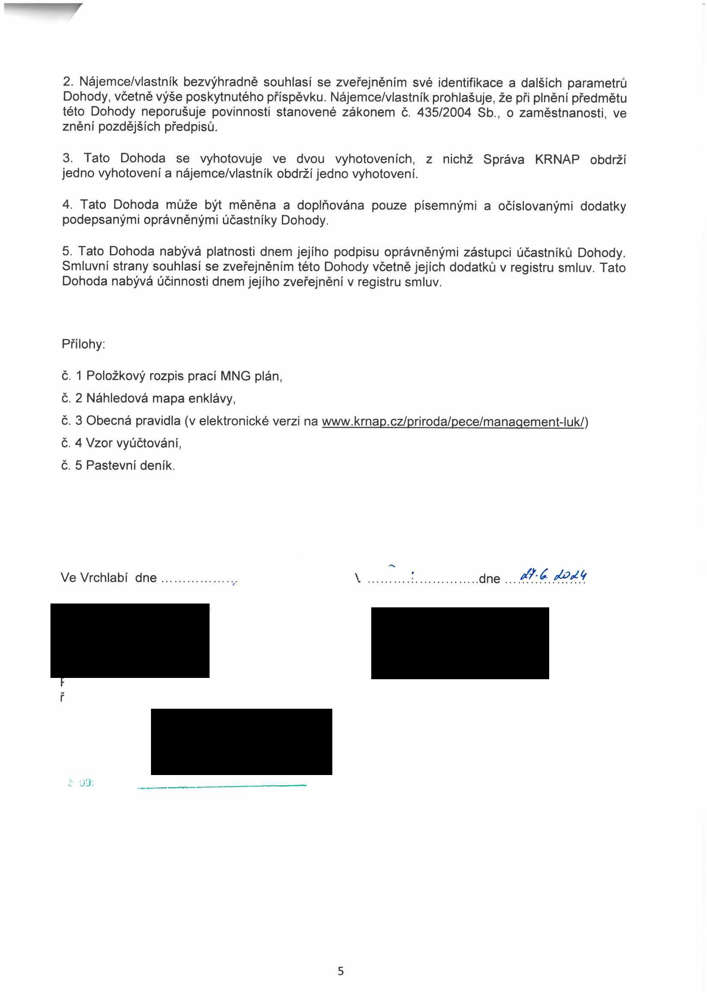 2. Nájemce/vlastník bezvýhradně souhlasí se zveřejněním své identifikace a dalších parametrů
Dohody, včetně výše poskytnutého příspěvku. Nájemce/vlastník prohlašuje, že při plnění předmětu
této Dohody neporušuje povinnosti stanovené zákonem č. 435/2004 Sb., o zaměstnanosti, ve
znění pozdějších předpisů.
3. Tato Dohoda se vyhotovuje ve dvou vyhotoveních, z nichž Správa KRNAP obdrží
jedno vyhotovení a nájemce/vlastník obdrží jedno vyhotovení.
4. Tato Dohoda může být měněna a doplňována pouze písemnými a očíslovanými dodatky
podepsanými oprávněnými účastníky Dohody.
5. Tato Dohoda nabývá platnosti dnem jejího podpisu oprávněnými zástupci účastníků Dohody.
Smluvní strany souhlasí se zveřejněním této Dohody včetně jejích dodatků v registru smluv. Tato
Dohoda nabývá účinnosti dnem jejího zveřejnění v registru smluv.
Přílohy:
č. 1 Položkový rozpis prací MNG plán,
č. 2 Náhledová mapa enklávy,
č. 3 Obecná pravidla (v elektronické verzi na www.krnap.cz/priroda/pece/management-luk/)
č. 4 Vzor vyúčtování,
č. 5 Pastevní deník.
Ve Vrchlabí dne .................. ..........................dne ...27.6. 2024
ř
5